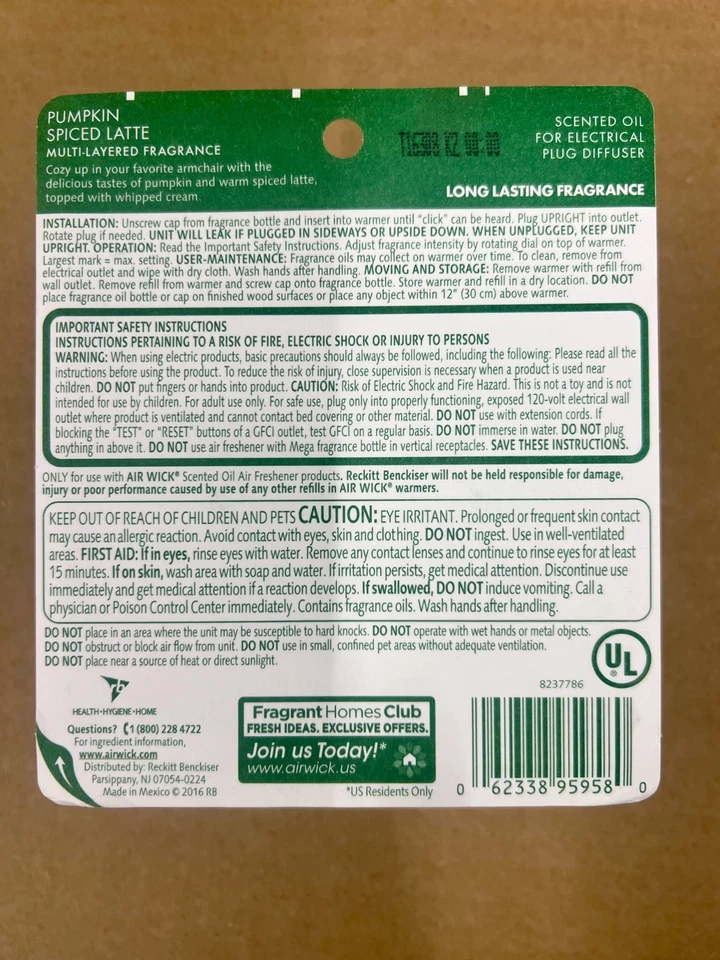 PUMPKIN
SPICED LATTE
MULTI-LAYERED FRAGRANCE
Cozy up in your favorite armchair with the
delicious tastes of pumpkin and warm spiced latte,
topped with whipped cream.
SCENTED OIL
FOR ELECTRICAL
PLUG DIFFUSER
LONG LASTING FRAGRANCE
INSTALLATION: Unscrew cap from fragrance bottle and insert into warmer until "click" can be heard. Plug UPRIGHT into outlet.
Rotate plug if needed. UNIT WILL LEAK IF PLUGGED IN SIDEWAYS OR UPSIDE DOWN. WHEN UNPLUGGED, KEEP UNIT
UPRIGHT. OPERATION: Read the Important Safety Instructions. Adjust fragrance intensity by rotating dial on top of warmer.
Largest mark = max. setting. USER-MAINTENANCE: Fragrance oils may collect on warmer over time. To clean, remove from
electrical outlet and wipe with dry cloth. Wash hands after handling. MOVING AND STORAGE: Remove warmer with refill from
wall outlet. Remove refill from warmer and screw cap onto fragrance bottle. Store warmer and refill in a dry location. DO NOT
place fragrance oil bottle or cap on finished wood surfaces or place any object within 12" (30 cm) above warmer.
IMPORTANT SAFETY INSTRUCTIONS
INSTRUCTIONS PERTAINING TO A RISK OF FIRE, ELECTRIC SHOCK OR INJURY TO PERSONS
WARNING: When using electric products, basic precautions should always be followed, including the following: Please read all the
instructions before using the product. To reduce the risk of injury, close supervision is necessary when a product is used near
children. DO NOT put fingers or hands into product. CAUTION: Risk of Electric Shock and Fire Hazard. This is not a toy and is not
intended for use by children. For adult use only. For safe use, plug only into properly functioning, exposed 120-volt electrical wall
outlet where product is ventilated and cannot contact bed covering or other material. DO NOT use with extension cords. If
blocking the "TEST" or "RESET" buttons of a GFCI outlet, test GFCI on a regular basis. DO NOT immerse in water. DO NOT plug
anything in above it. DO NOT use air freshener with Mega fragrance bottle in vertical receptacles. SAVE THESE INSTRUCTIONS.
ONLY for use with AIR WICK® Scented Oil Air Freshener products. Reckitt Benckiser will not be held responsible for damage,
injury or poor performance caused by use of any other refills in AIR WICK® warmers.
KEEP OUT OF REACH OF CHILDREN AND PETS CAUTION: EYE IRRITANT. Prolonged or frequent skin contact
may cause an allergic reaction. Avoid contact with eyes, skin and clothing. DO NOT ingest. Use in well-ventilated
areas. FIRST AID: If in eyes, rinse eyes with water. Remove any contact lenses and continue to rinse eyes for at least
15 minutes. If on skin, wash area with soap and water. If irritation persists, get medical attention. Discontinue use
immediately and get medical attention if a reaction develops. If swallowed, DO NOT induce vomiting. Call a
physician or Poison Control Center immediately. Contains fragrance oils. Wash hands after handling.
DO NOT place in an area where the unit may be susceptible to hard knocks. DO NOT operate with wet hands or metal objects.
DO NOT obstruct or block air flow from unit. DO NOT use in small, confined pet areas without adequate ventilation.
DO NOT place near a source of heat or direct sunlight.
UL®
8237786
rb
HEALTH•HYGIENE•HOME
Questions? 1 (800) 228 4722
For ingredient information,
www.airwick.com
Distributed by: Reckitt Benckiser
Parsippany, NJ 07054-0224
Made in Mexico © 2016 RB
Fragrant Homes Club
FRESH IDEAS. EXCLUSIVE OFFERS.
Join us Today!*
www.airwick.us
*US Residents Only
0 62338 95958 0